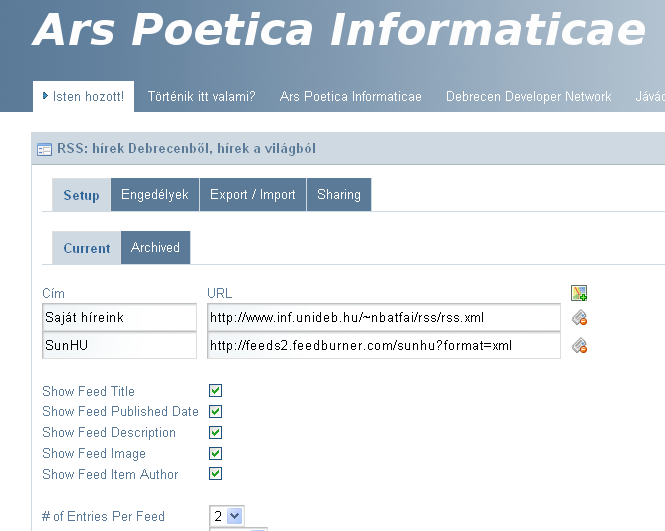 Ars Poetica Informaticae
Isten hozott! Történik itt valami? Ars Poetica Informaticae Debrecen Developer Network
RSS: hírek Debrecenből, hírek a világból
Setup Engedélyek Export / Import Sharing
Current Archived
Cím URL
Saját híreink http://www.inf.unideb.hu/~nbatfai/rss/rss.xml
SunHU http://feeds2.feedburner.com/sunhu?format=xml
Show Feed Title
Show Feed Published Date
Show Feed Description
Show Feed Image
Show Feed Item Author
# of Entries Per Feed 2